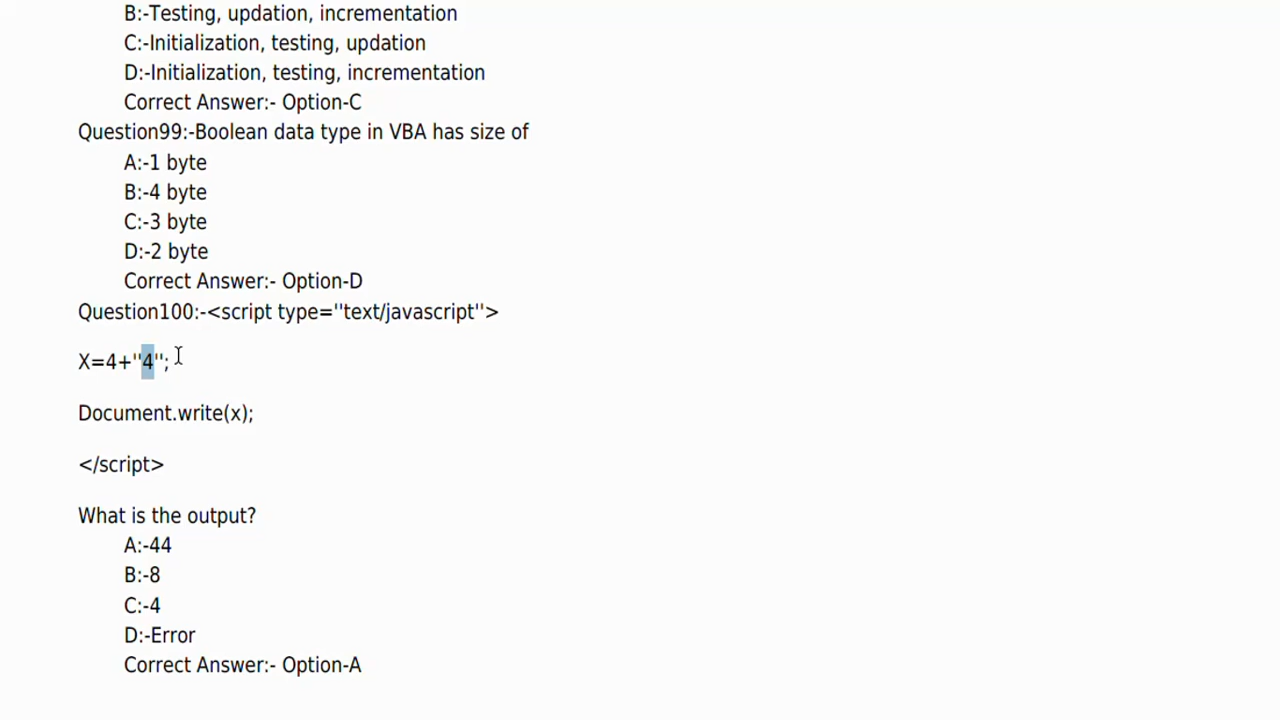 B:-Testing, updation, incrementation
C:-Initialization, testing, updation
D:-Initialization, testing, incrementation
Correct Answer:- Option-C
Question99:-Boolean data type in VBA has size of
A:-1 byte
B:-4 byte
C:-3 byte
D:-2 byte
Correct Answer:- Option-D
Question100:-<script type=''text/javascript''>
X=4+''4'';
Document.write(x);
</script>
What is the output?
A:-44
B:-8
C:-4
D:-Error
Correct Answer:- Option-A